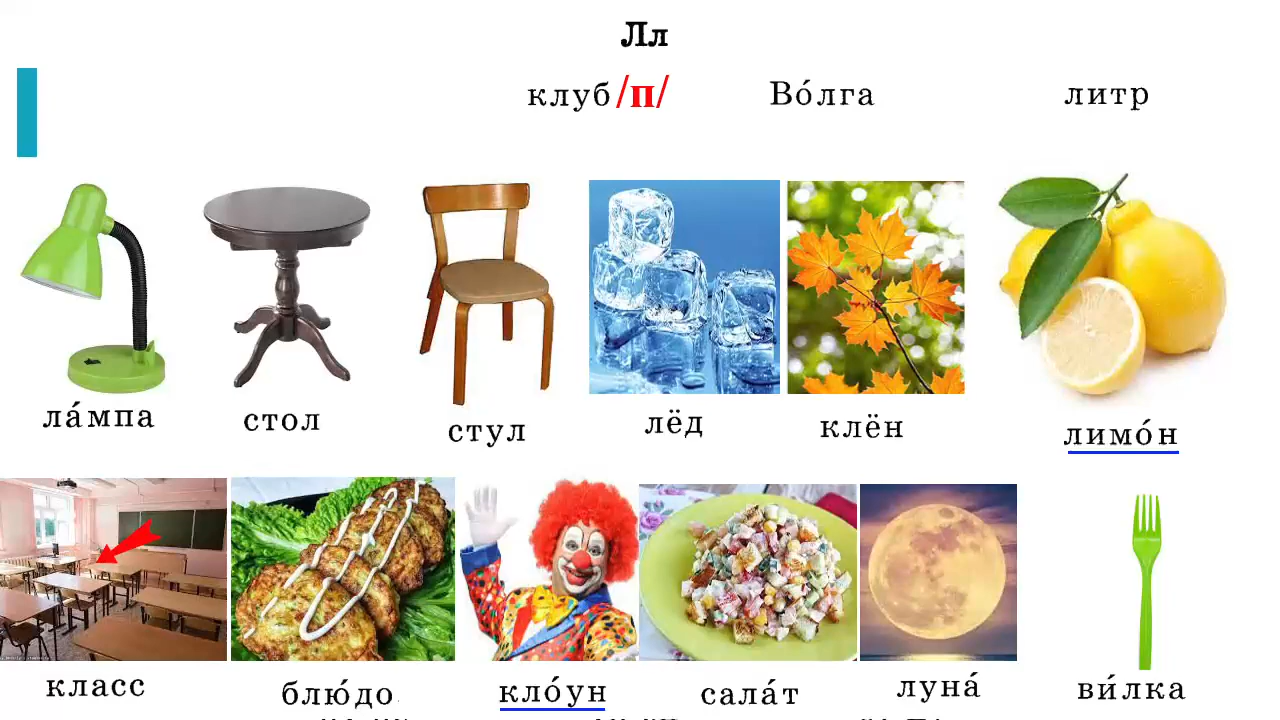 Лл
клуб /п/ Во́лга литр
ла́мпа стол стул лёд клён лимо́н
класс блю́до кло́ун сала́т луна́ ви́лка